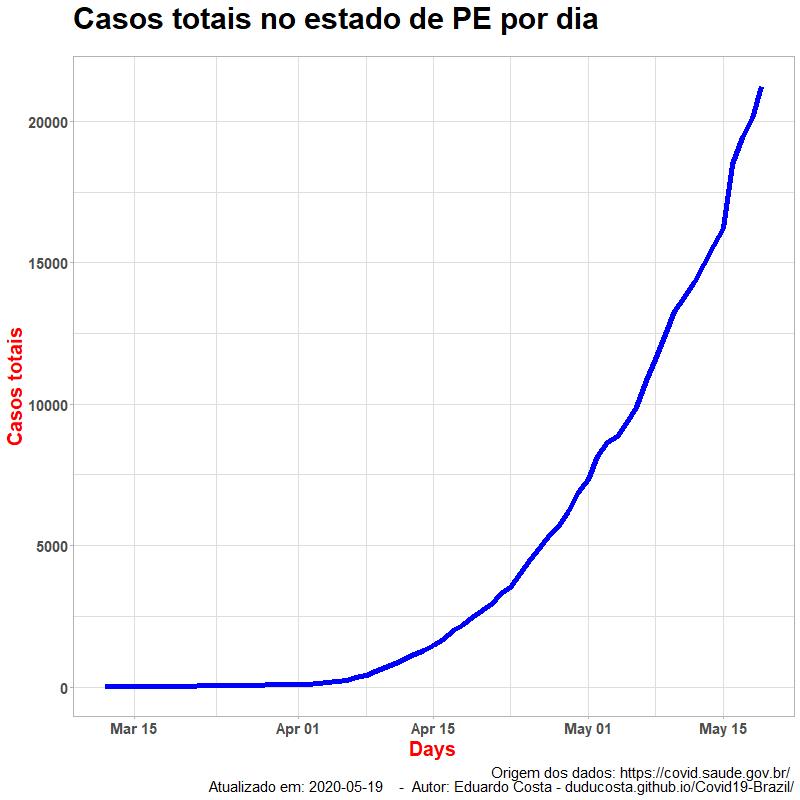 Casos totais no estado de PE por dia
20000
15000
10000
5000
0
Casos totais
Mar 15 Apr 01 Apr 15 May 01 May 15
Days
Origem dos dados: https://covid.saude.gov.br/
Atualizado em: 2020-05-19 - Autor: Eduardo Costa - duducosta.github.io/Covid19-Brazil/